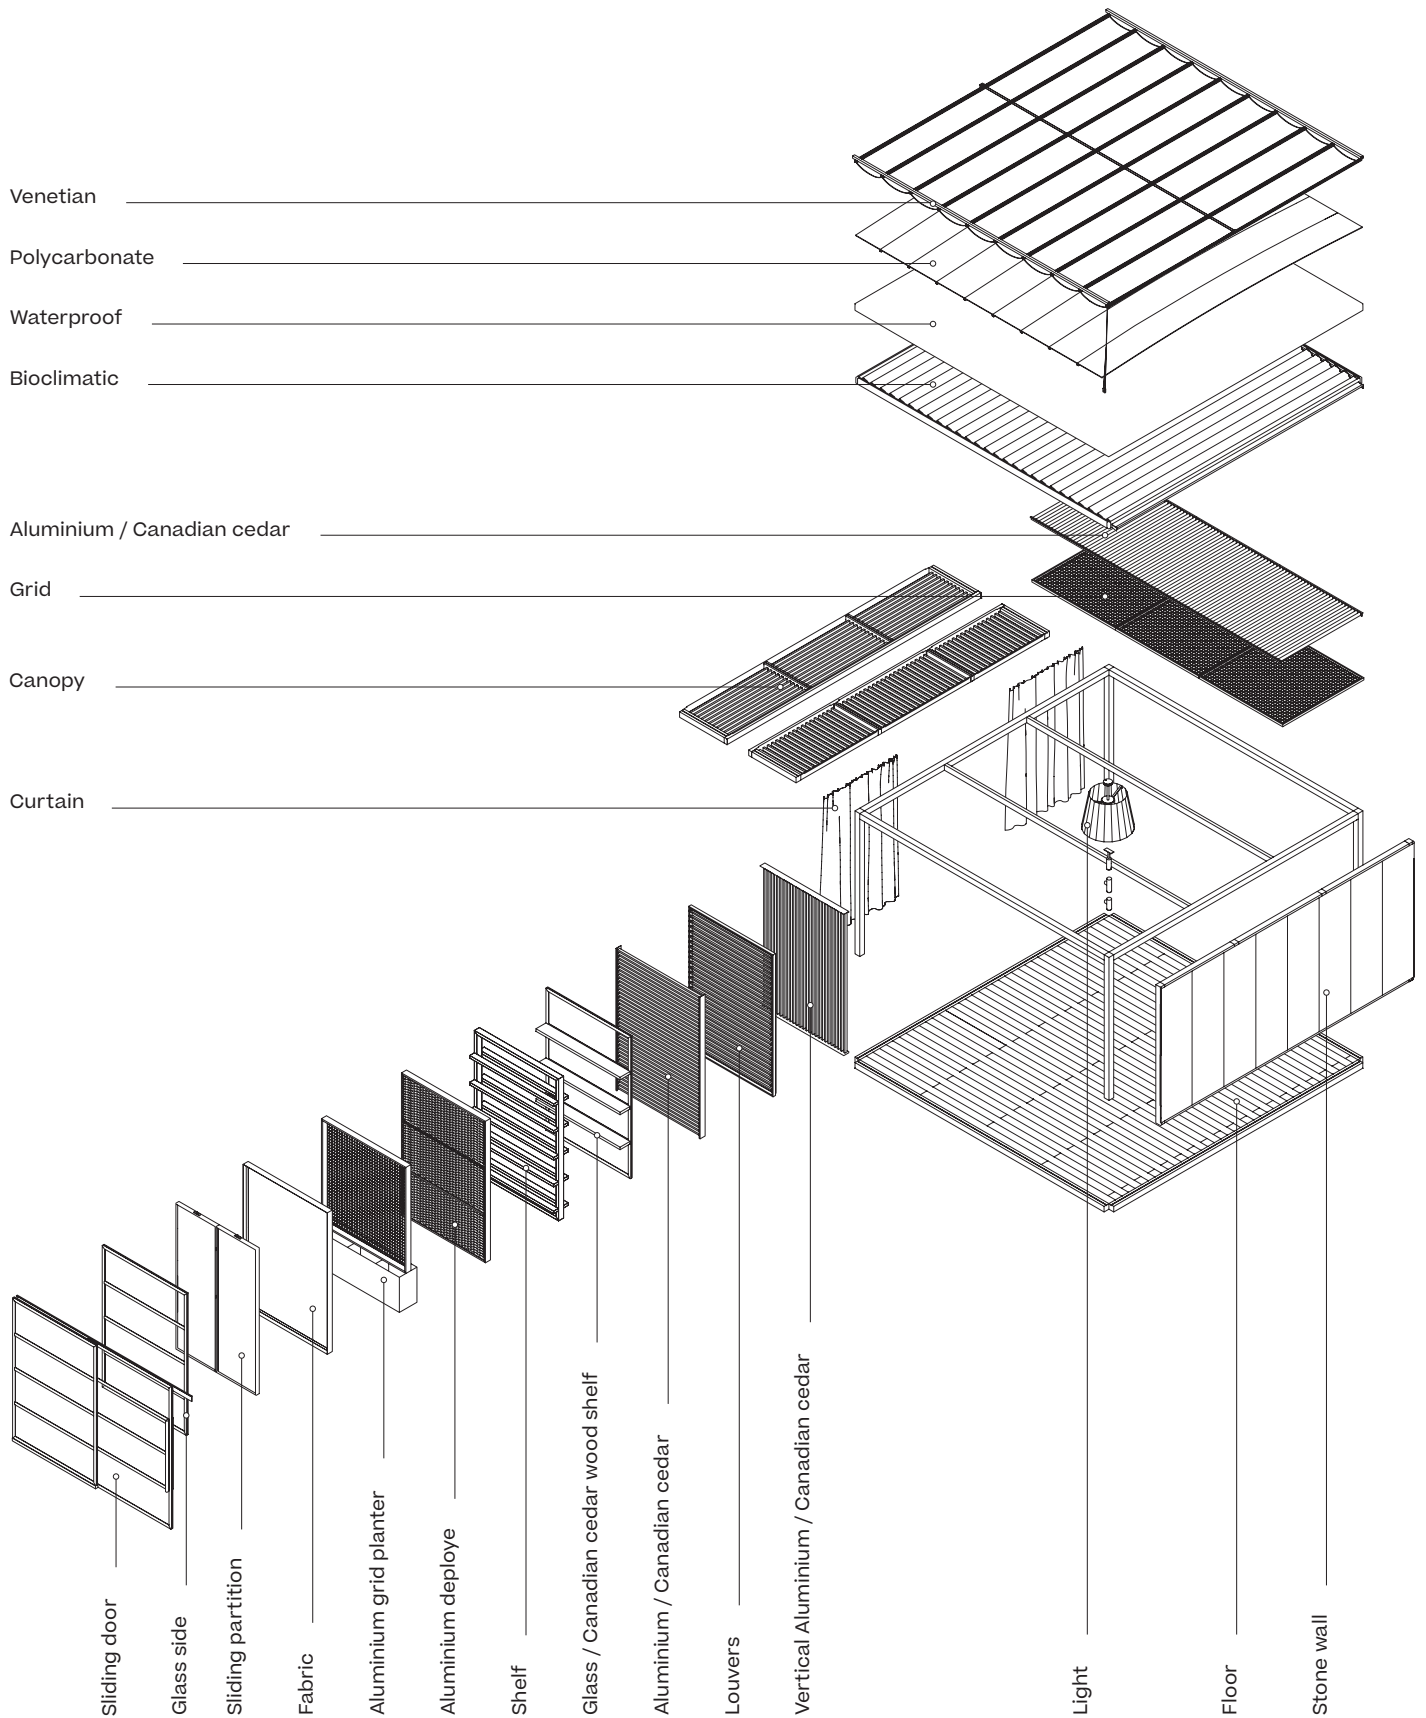 Venetian
Polycarbonate
Waterproof
Bioclimatic
Aluminium / Canadian cedar
Grid
Canopy
Curtain
Sliding door
Glass side
Sliding partition
Fabric
Aluminium grid planter
Aluminium deploye
Shelf
Glass / Canadian cedar wood shelf
Aluminium / Canadian cedar
Louvers
Vertical Aluminium / Canadian cedar
Light
Floor
Stone wall